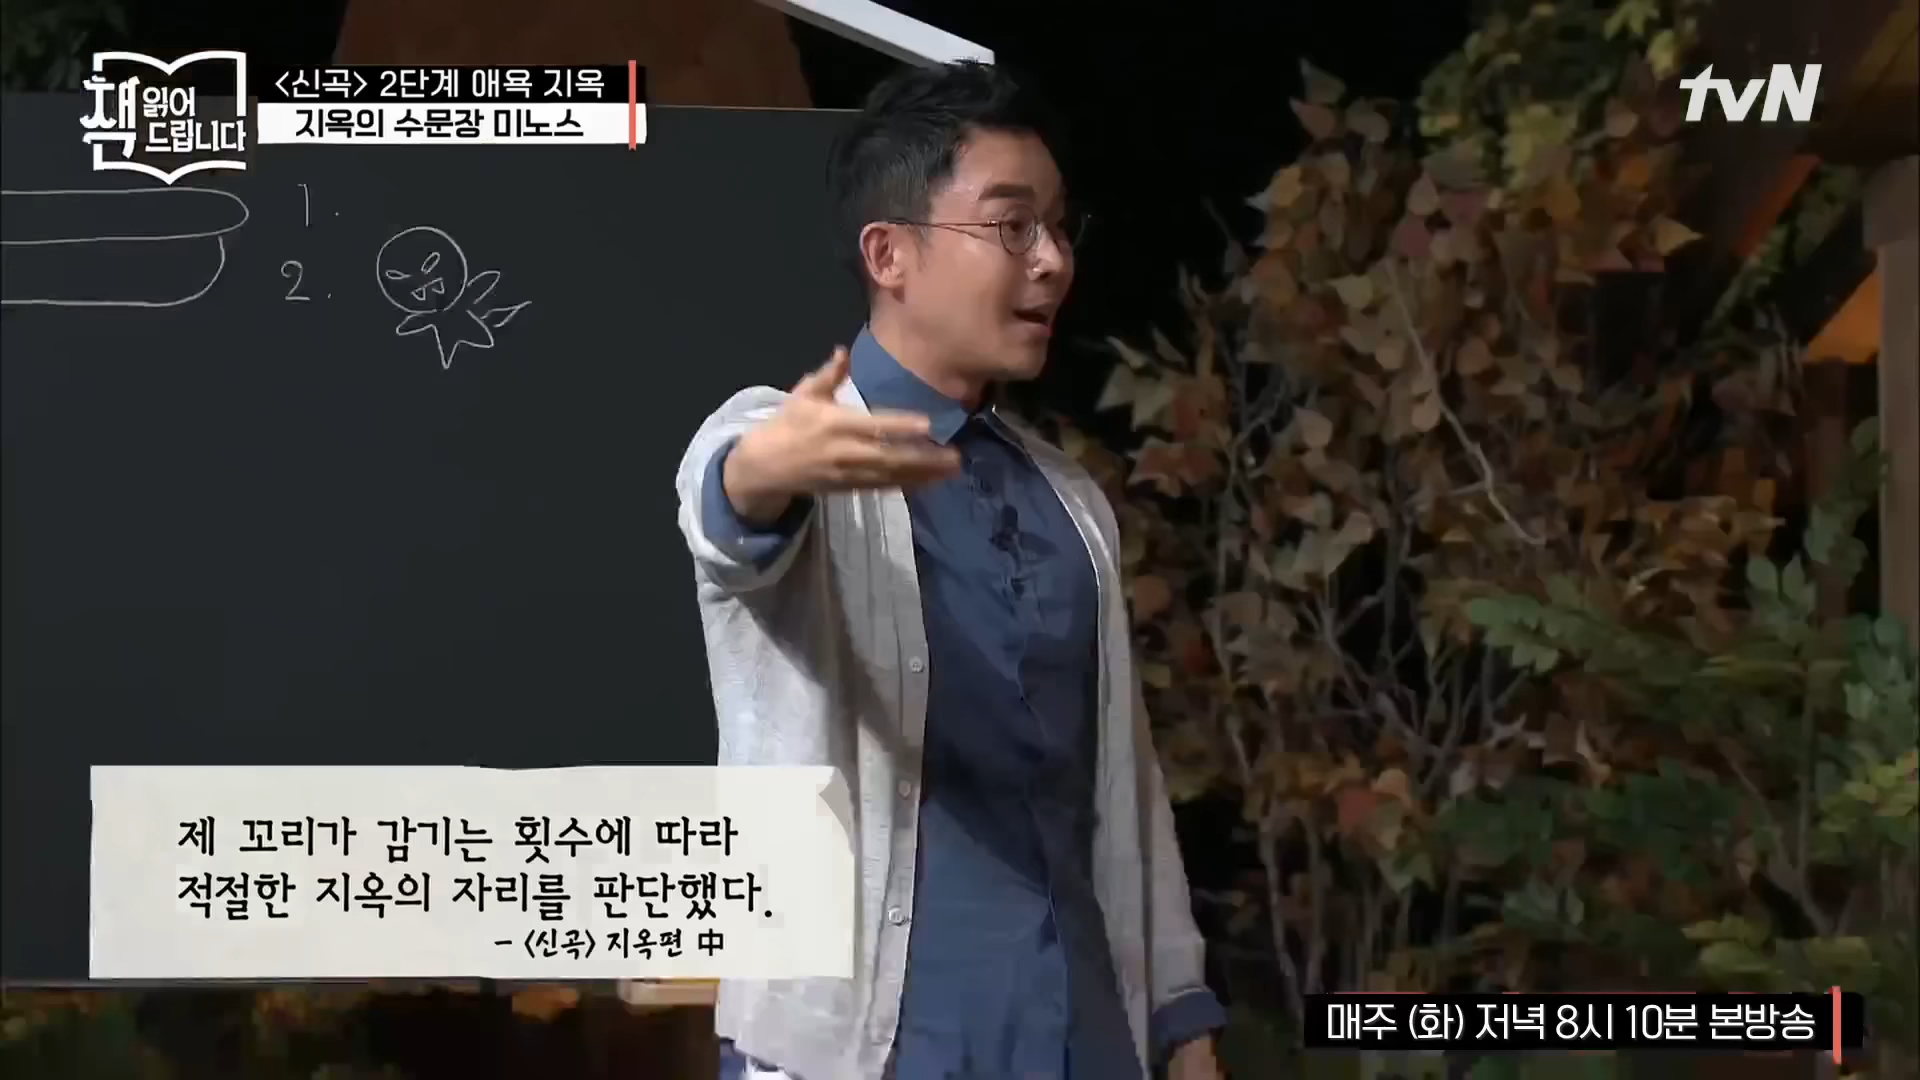 책 읽어
드립니다
<신곡> 2단계 애욕 지옥
지옥의 수문장 미노스
tvN
1.
2.
제 꼬리가 감기는 횟수에 따라
적절한 지옥의 자리를 판단했다.
- <신곡> 지옥편 中
매주 (화) 저녁 8시 10분 본방송